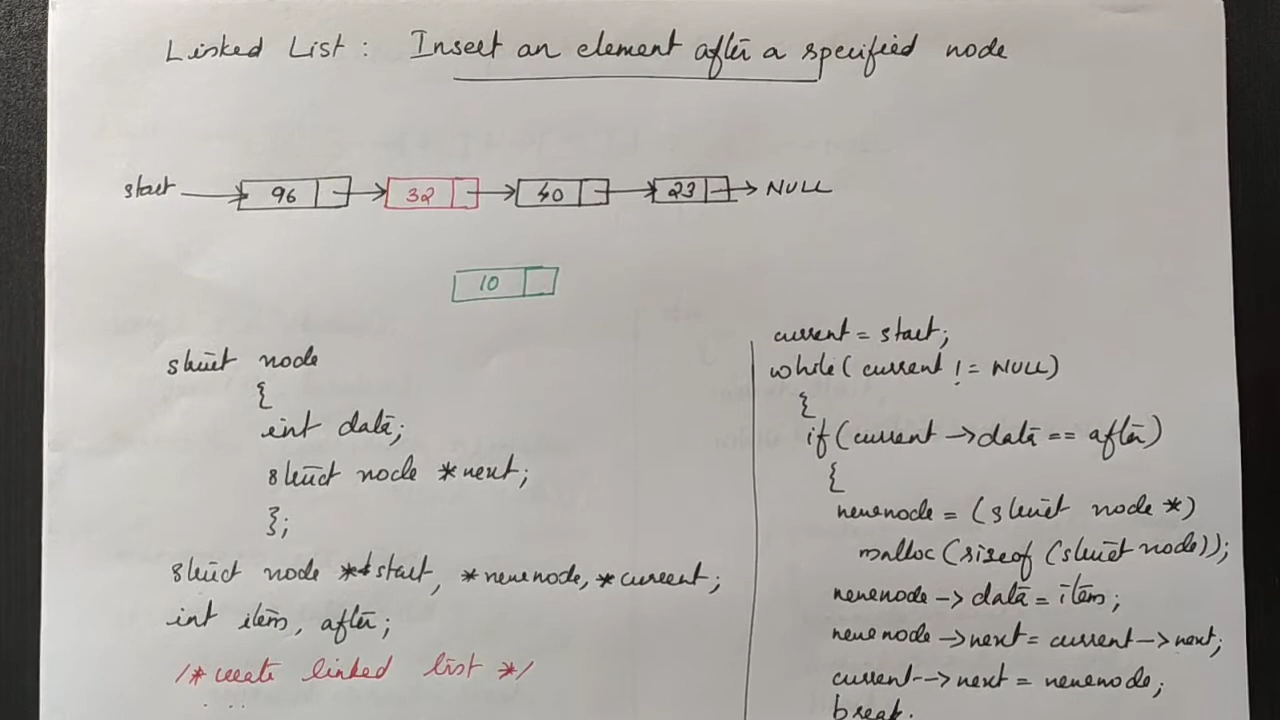 Linked List : Insert an element after a specified node
start 96 32 40 23 NULL
10
struct node
{
int data;
struct node *next;
};
struct node *start, *newnode, *current;
int item, after;
/* create linked list */
current = start;
while( current != NULL)
{
if(current ->data == after)
{
newnode = (struct node *)
malloc (sizeof (struct node));
newnode -> data = item;
newnode ->next = current->next;
current->next = newnode;
break;